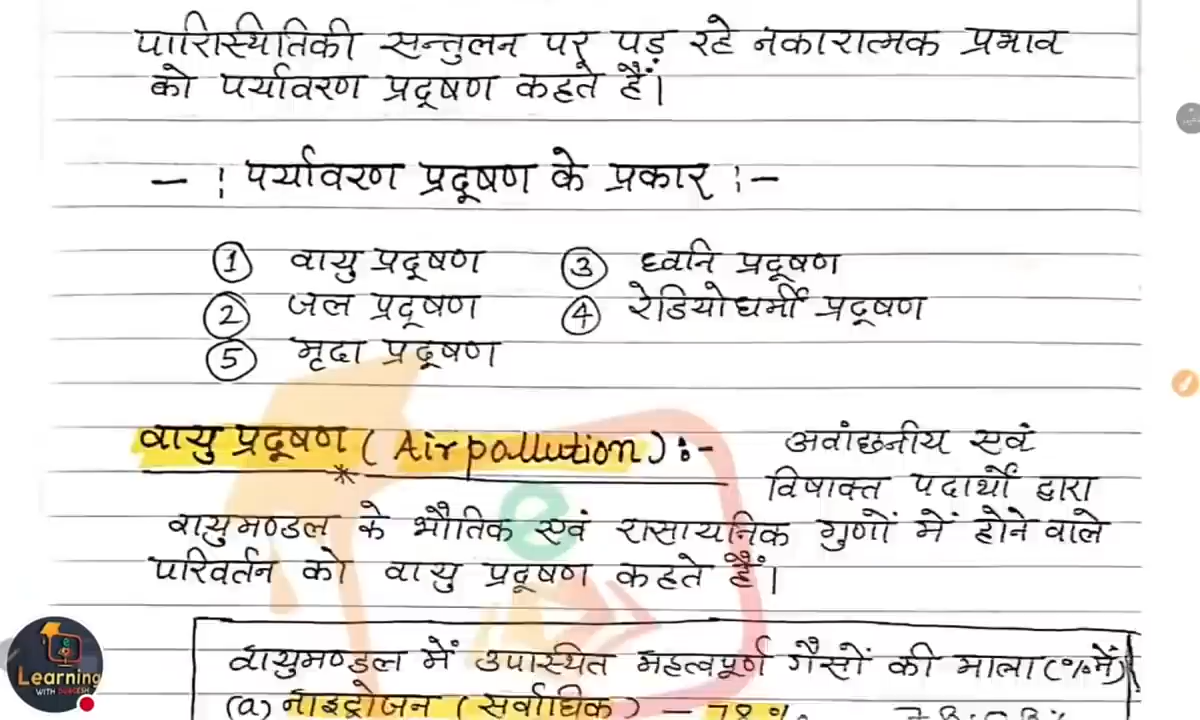 पारिस्थितिकी सन्तुलन पर पड़ रहे नकारात्मक प्रभाव
को पर्यावरण प्रदूषण कहते हैं।
— : पर्यावरण प्रदूषण के प्रकार :—
① वायु प्रदूषण ③ ध्वनि प्रदूषण
② जल प्रदूषण ④ रेडियोधर्मी प्रदूषण
⑤ मृदा प्रदूषण
वायु प्रदूषण ( Air pollution ) :- अवांछनीय एवं
विषाक्त पदार्थों द्वारा
वायुमण्डल के भौतिक एवं रासायनिक गुणों में होने वाले
परिवर्तन को वायु प्रदूषण कहते हैं।
वायुमण्डल में उपास्थित महत्वपूर्ण गैसों की मात्रा (% में)
(a) नाइट्रोजन ( सर्वाधिक ) — 78 %
Learning
WITH DURGESH